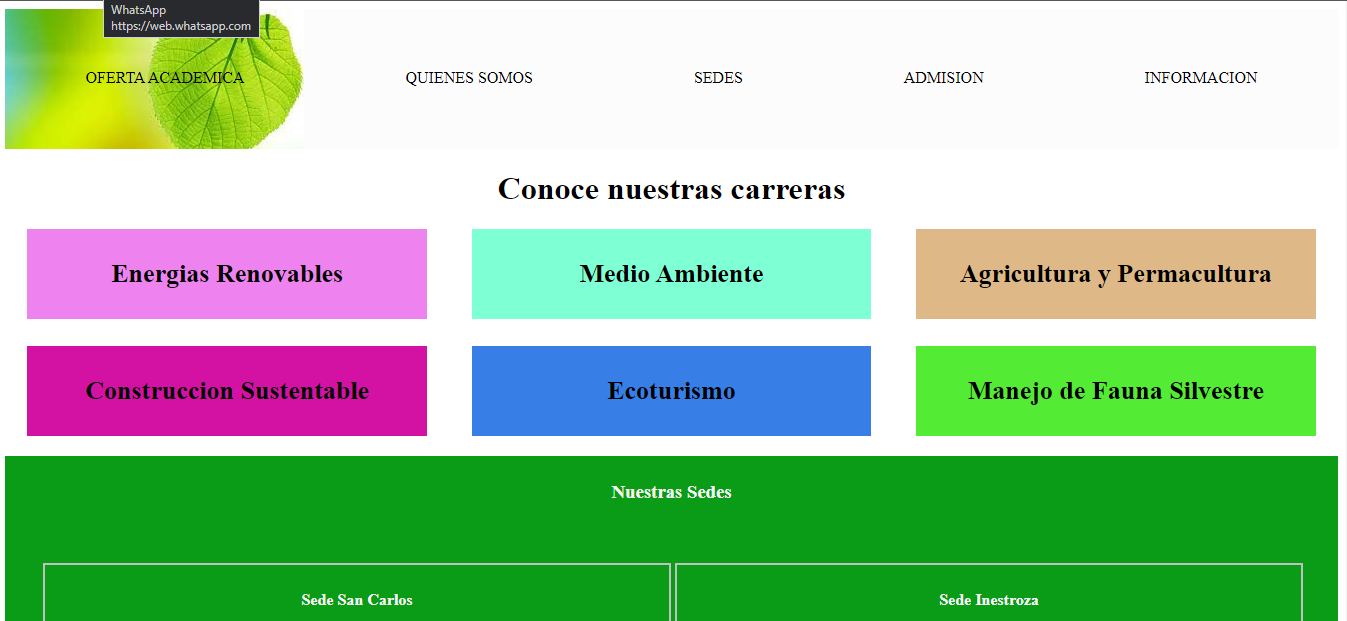 WhatsApp
https://web.whatsapp.com
OFERTA ACADEMICA QUIENES SOMOS SEDES ADMISION INFORMACION
Conoce nuestras carreras
Energias Renovables Medio Ambiente Agricultura y Permacultura
Construccion Sustentable Ecoturismo Manejo de Fauna Silvestre
Nuestras Sedes
Sede San Carlos Sede Inestroza